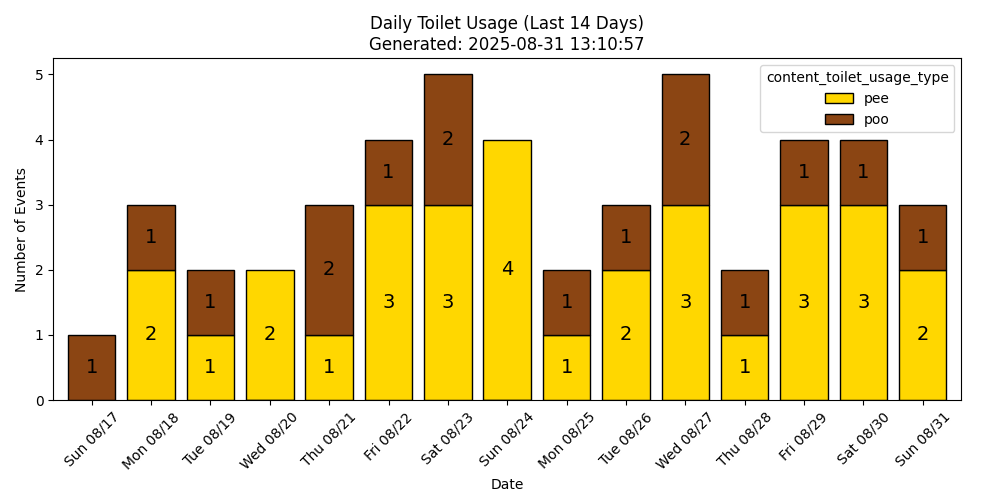 Daily Toilet Usage (Last 14 Days)
Generated: 2025-08-31 13:10:57
content_toilet_usage_type
pee
poo
Number of Events
5
4
3
2
1
0
1
2
1
1
1
2
1
2
3
1
3
2
4
1
1
2
1
3
2
1
1
3
1
3
1
2
1
Sun 08/17
Mon 08/18
Tue 08/19
Wed 08/20
Thu 08/21
Fri 08/22
Sat 08/23
Sun 08/24
Mon 08/25
Tue 08/26
Wed 08/27
Thu 08/28
Fri 08/29
Sat 08/30
Sun 08/31
Date